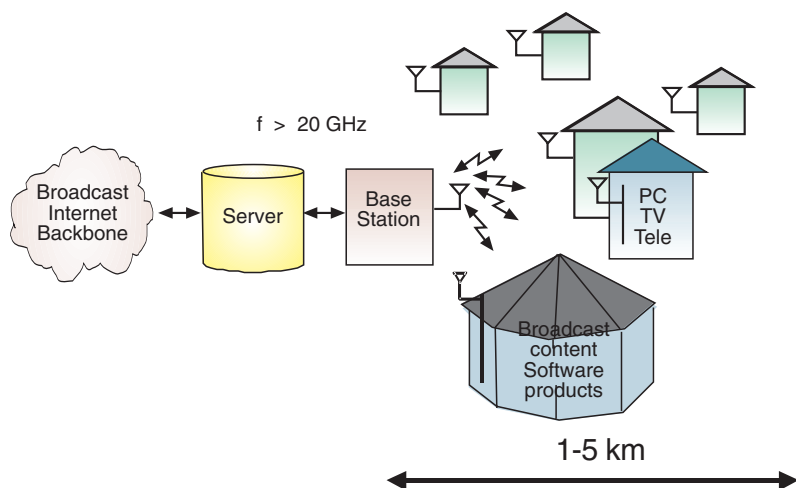 f > 20 GHz
Broadcast
Internet
Backbone
Server
Base
Station
PC
TV
Tele
Broadcast
content
Software
products
1-5 km